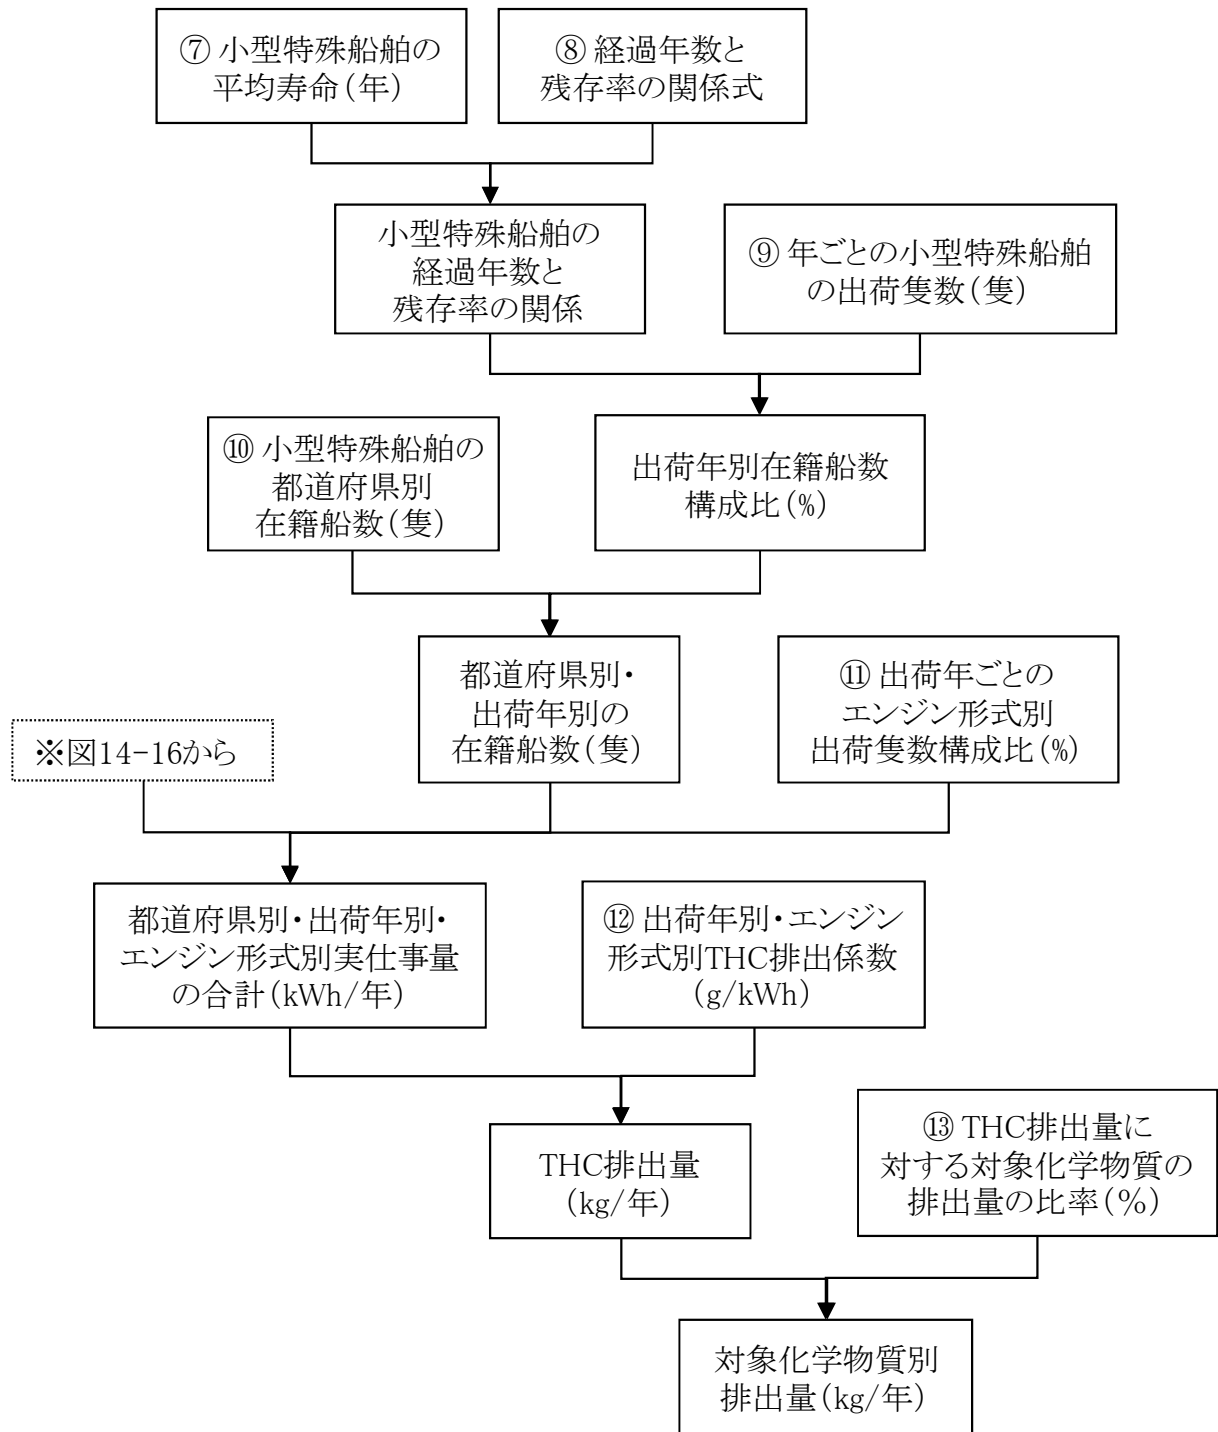 ⑦ 小型特殊船舶の
平均寿命(年)
⑧ 経過年数と
残存率の関係式
小型特殊船舶の
経過年数と
残存率の関係
⑨ 年ごとの小型特殊船舶
の出荷隻数(隻)
⑩ 小型特殊船舶の
都道府県別
在籍船数(隻)
出荷年別在籍船数
構成比(%)
都道府県別・
出荷年別の
在籍船数(隻)
⑪ 出荷年ごとの
エンジン形式別
出荷隻数構成比(%)
※図14-16から
都道府県別・出荷年別・
エンジン形式別実仕事量
の合計(kWh/年)
⑫ 出荷年別・エンジン
形式別THC排出係数
(g/kWh)
THC排出量
(kg/年)
⑬ THC排出量に
対する対象化学物質の
排出量の比率(%)
対象化学物質別
排出量(kg/年)